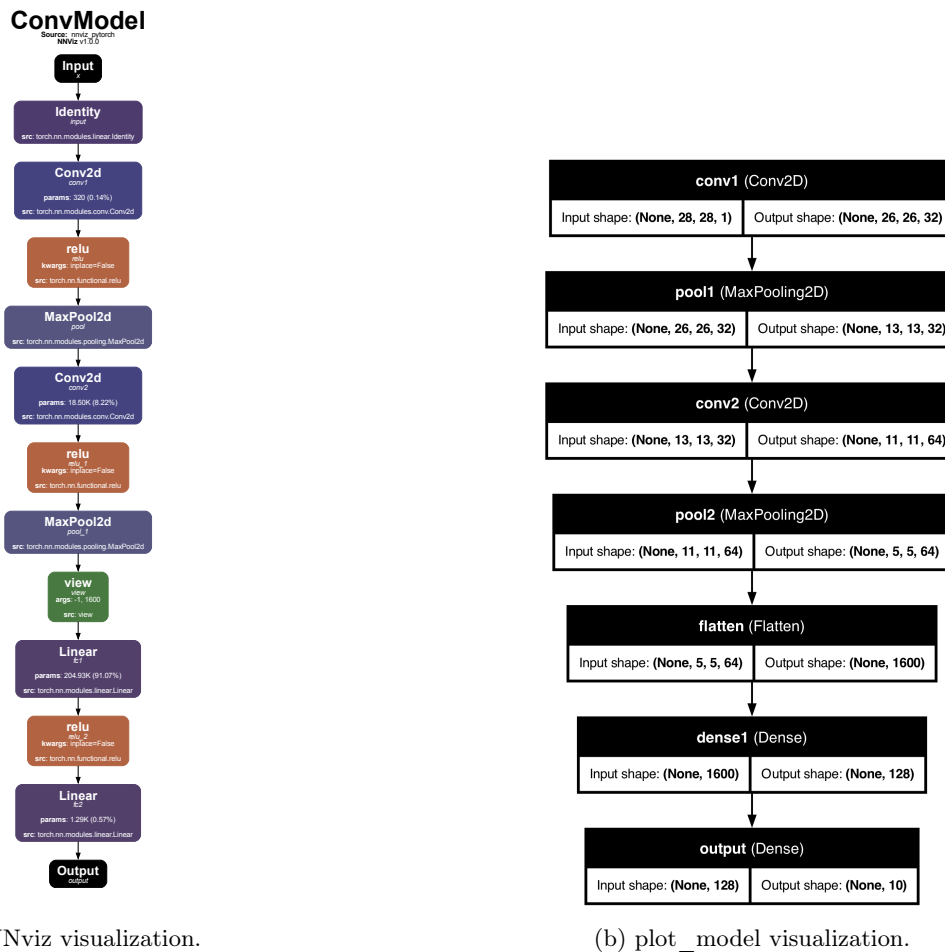 ConvModel
Source: nnviz_pytorch
NNViz v1.0.0
Input
x
Identity
input
src: torch.nn.modules.linear.Identity
Conv2d
conv1
params: 320 (0.14%)
src: torch.nn.modules.conv.Conv2d
relu
relu
kwargs: inplace=False
src: torch.nn.functional.relu
MaxPool2d
pool
src: torch.nn.modules.pooling.MaxPool2d
Conv2d
conv2
params: 18.50K (8.22%)
src: torch.nn.modules.conv.Conv2d
relu
relu_1
kwargs: inplace=False
src: torch.nn.functional.relu
MaxPool2d
pool_1
src: torch.nn.modules.pooling.MaxPool2d
view
view
args: -1, 1600
src: view
Linear
fc1
params: 204.93K (91.07%)
src: torch.nn.modules.linear.Linear
relu
relu_2
kwargs: inplace=False
src: torch.nn.functional.relu
Linear
fc2
params: 1.29K (0.57%)
src: torch.nn.modules.linear.Linear
Output
output
Nviz visualization.
conv1 (Conv2D)
Input shape: (None, 28, 28, 1) Output shape: (None, 26, 26, 32)
pool1 (MaxPooling2D)
Input shape: (None, 26, 26, 32) Output shape: (None, 13, 13, 32)
conv2 (Conv2D)
Input shape: (None, 13, 13, 32) Output shape: (None, 11, 11, 64)
pool2 (MaxPooling2D)
Input shape: (None, 11, 11, 64) Output shape: (None, 5, 5, 64)
flatten (Flatten)
Input shape: (None, 5, 5, 64) Output shape: (None, 1600)
dense1 (Dense)
Input shape: (None, 1600) Output shape: (None, 128)
output (Dense)
Input shape: (None, 128) Output shape: (None, 10)
(b) plot_model visualization.